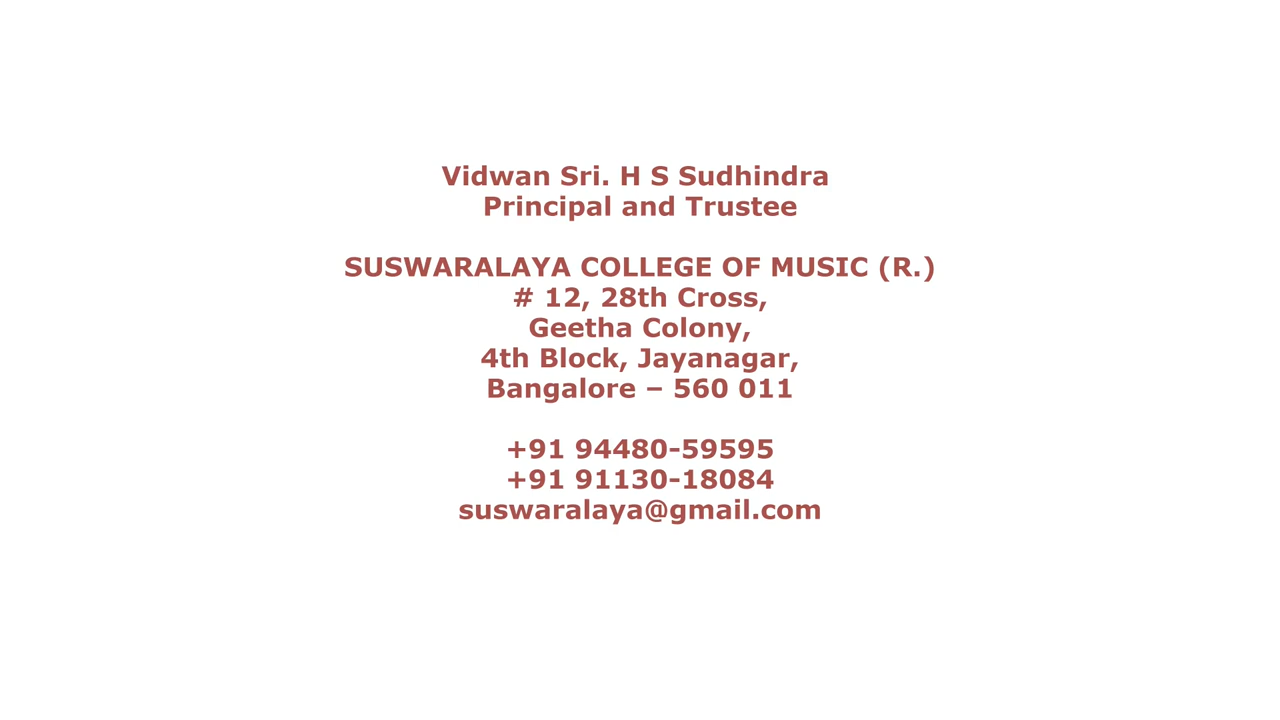 Vidwan Sri. H S Sudhindra
Principal and Trustee
SUSWARALAYA COLLEGE OF MUSIC (R.)
# 12, 28th Cross,
Geetha Colony,
4th Block, Jayanagar,
Bangalore – 560 011
+91 94480-59595
+91 91130-18084
suswaralaya@gmail.com